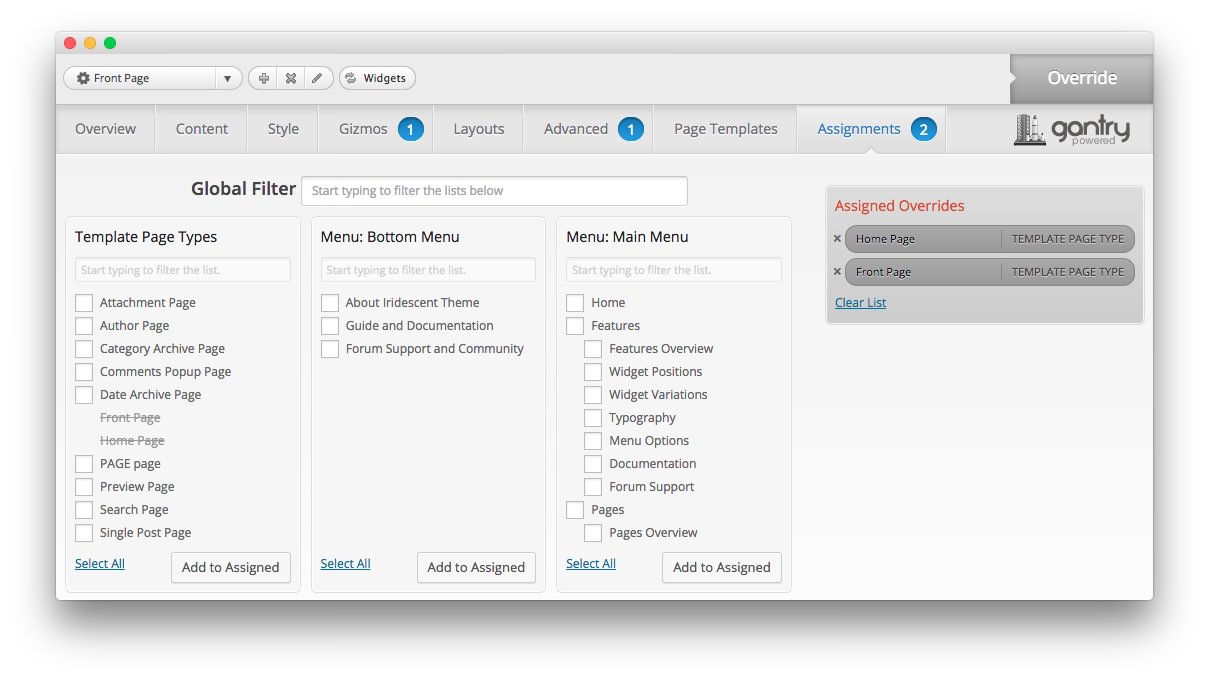 Front Page
Widgets
Override
Overview
Content
Style
Gizmos 1
Layouts
Advanced 1
Page Templates
Assignments 2
gantry
powered
Global Filter
Start typing to filter the lists below
Template Page Types
Start typing to filter the list.
Attachment Page
Author Page
Category Archive Page
Comments Popup Page
Date Archive Page
Front Page
Home Page
PAGE page
Preview Page
Search Page
Single Post Page
Select All
Add to Assigned
Menu: Bottom Menu
Start typing to filter the list.
About Iridescent Theme
Guide and Documentation
Forum Support and Community
Select All
Add to Assigned
Menu: Main Menu
Start typing to filter the list.
Home
Features
Features Overview
Widget Positions
Widget Variations
Typography
Menu Options
Documentation
Forum Support
Pages
Pages Overview
Select All
Add to Assigned
Assigned Overrides
Home Page TEMPLATE PAGE TYPE
Front Page TEMPLATE PAGE TYPE
Clear List